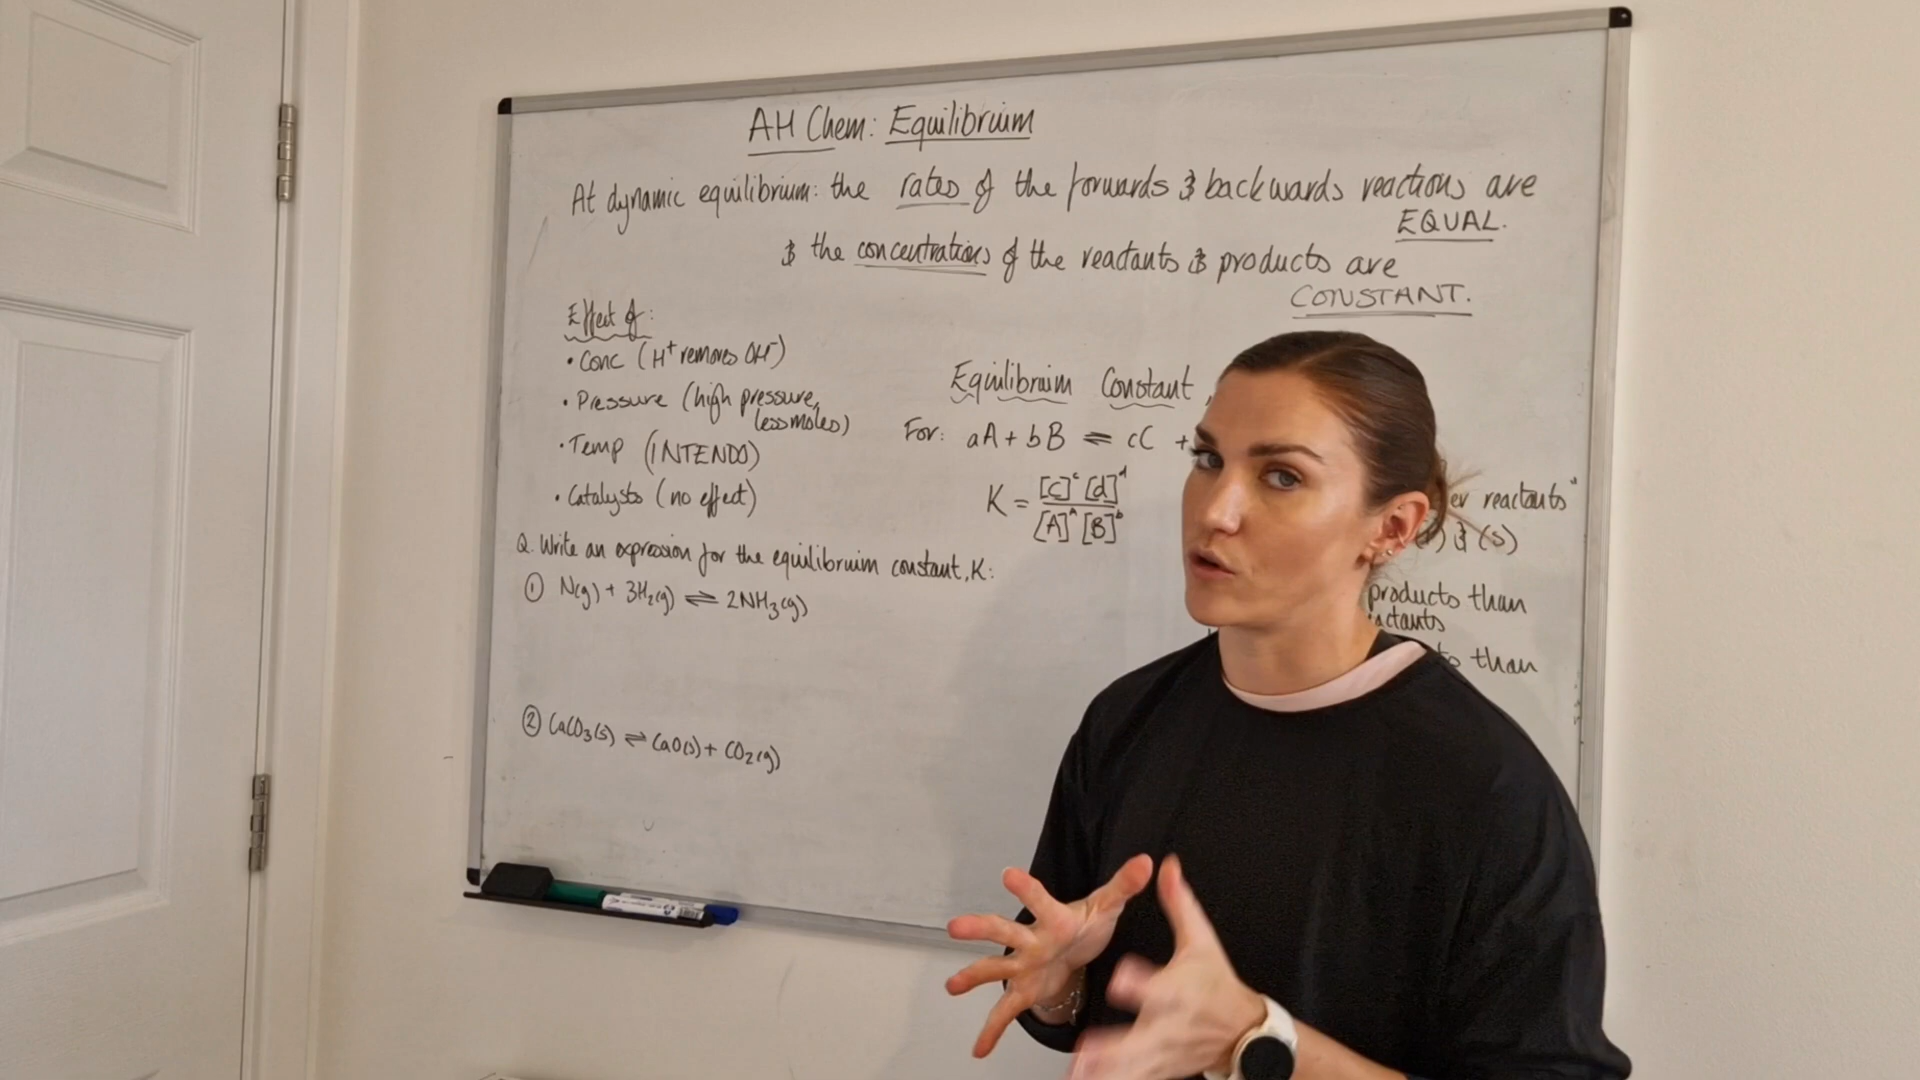 AH Chem: Equilibrium
At dynamic equilibrium: the rates of the forwards & backwards reactions are
EQUAL.
& the concentrations of the reactants & products are
CONSTANT.
Effect of:
• Conc (H⁺ removes OH⁻)
• Pressure (high pressure,
less moles)
• Temp (INTENDO)
• Catalysts (no effect)
Equilibrium Constant,
For: aA + bB ⇌ cC +
K = [C]ᶜ [d]ᵈ
[A]ᵃ [B]ᵇ
reactants"
& (s)
products than
than
Q. Write an expression for the equilibrium constant, K:
① N(g) + 3H₂(g) ⇌ 2NH₃(g)
② CaCO₃(s) ⇌ CaO(s) + CO₂(g)